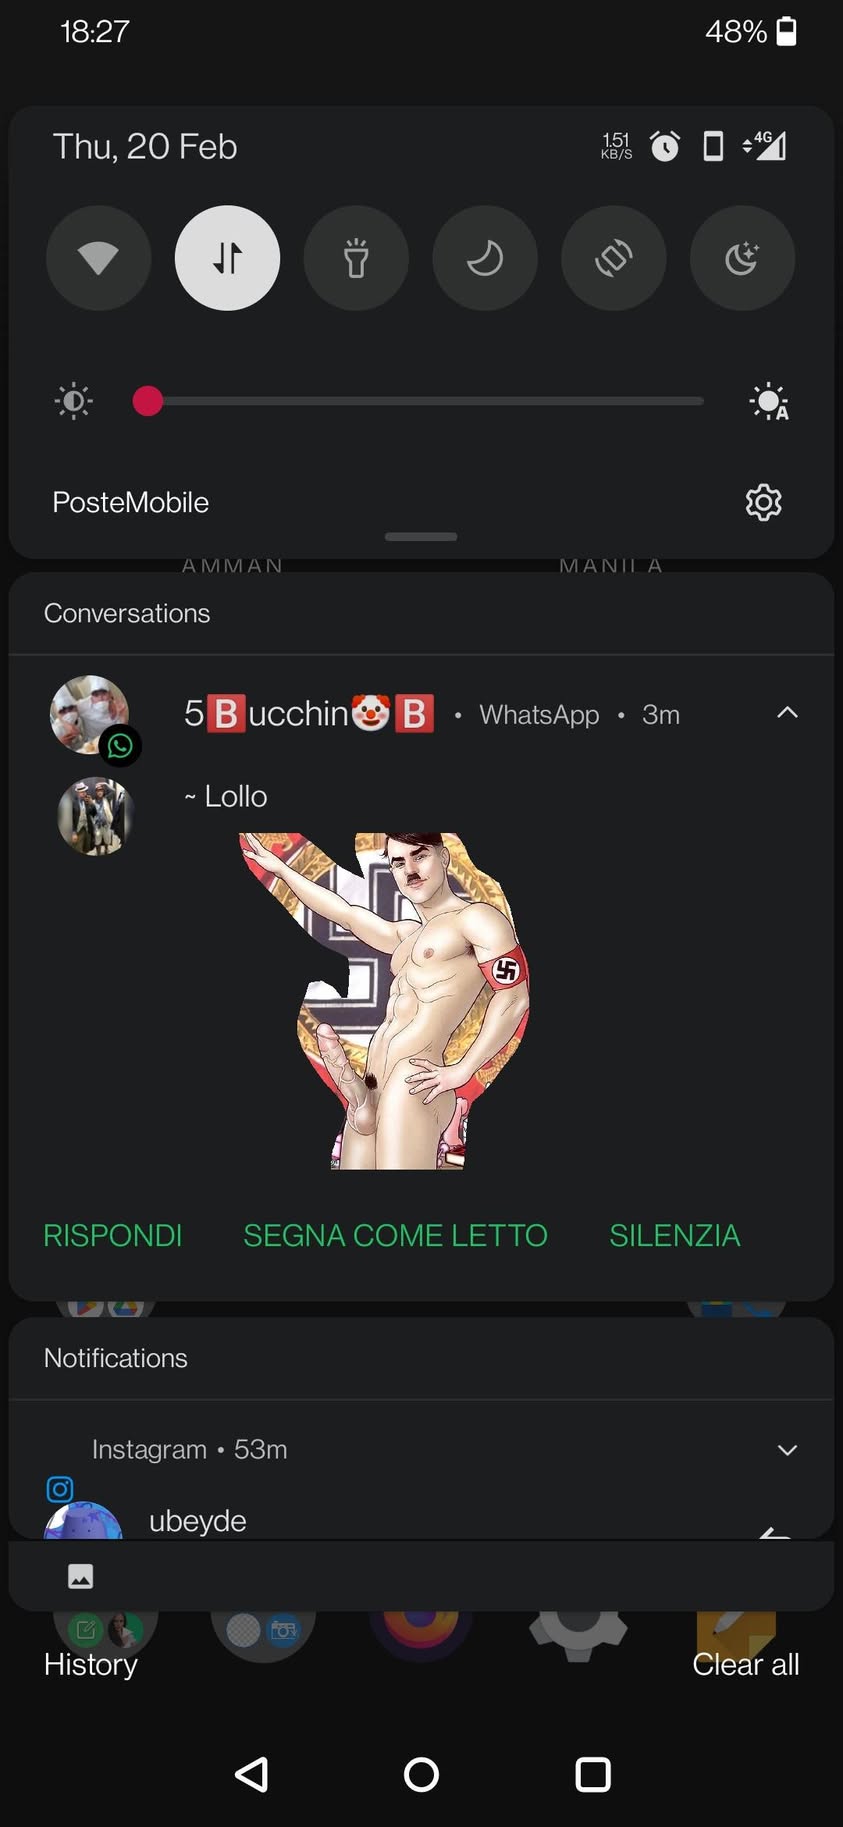 18:27
48%
Thu, 20 Feb
1.51
KB/S
4G
A
PosteMobile
AMMAN
MANILA
Conversations
5🅱ucchin🤡🅱 • WhatsApp • 3m
~ Lollo
RISPONDI
SEGNA COME LETTO
SILENZIA
Notifications
Instagram • 53m
ubeyde
History
Clear all